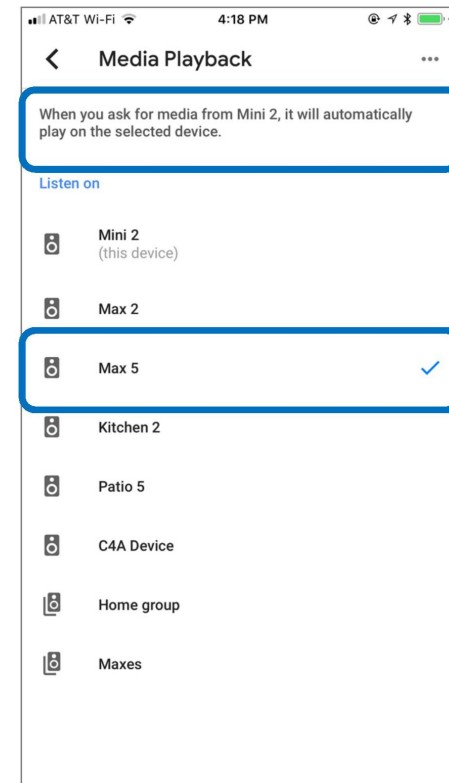 AT&T Wi-Fi 4:18 PM
Media Playback
When you ask for media from Mini 2, it will automatically
play on the selected device.
Listen on
Mini 2
(this device)
Max 2
Max 5
Kitchen 2
Patio 5
C4A Device
Home group
Maxes